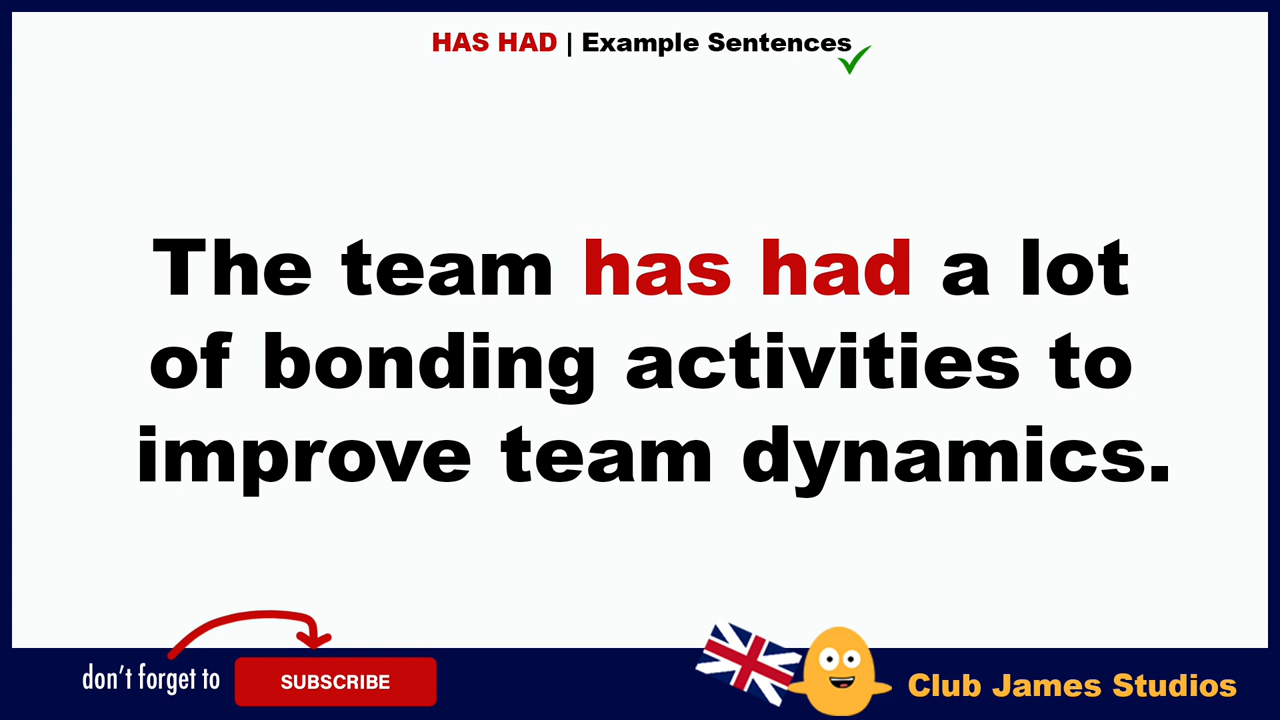 HAS HAD | Example Sentences
The team has had a lot
of bonding activities to
improve team dynamics.
don't forget to
SUBSCRIBE
Club James Studios